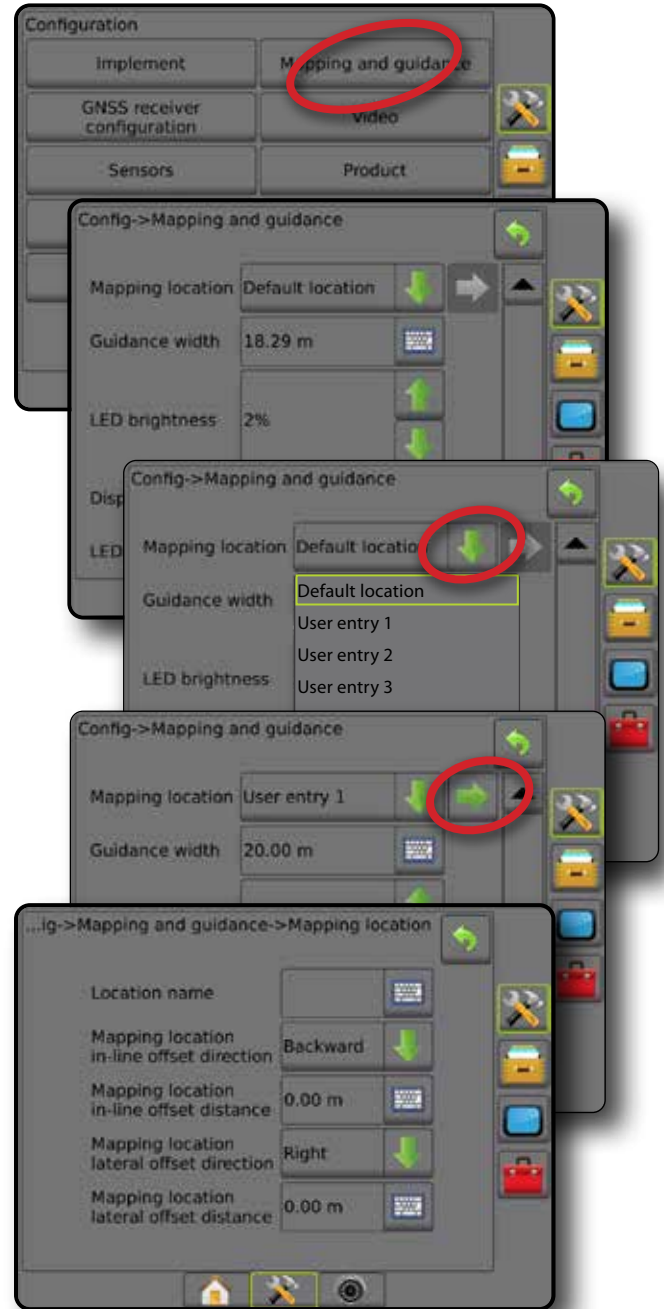 Configuration
Implement
Mapping and guidance
GNSS receiver
configuration
Video
Sensors
Product
Config->Mapping and guidance
Mapping location
Default location
Guidance width
18.29 m
LED brightness
2%
Disp
LED
Config->Mapping and guidance
Mapping location
Default location
Guidance width
Default location
User entry 1
User entry 2
LED brightness
User entry 3
Config->Mapping and guidance
Mapping location
User entry 1
Guidance width
20.00 m
...ig->Mapping and guidance->Mapping location
Location name
Mapping location
in-line offset direction
Backward
Mapping location
in-line offset distance
0.00 m
Mapping location
lateral offset direction
Right
Mapping location
lateral offset distance
0.00 m